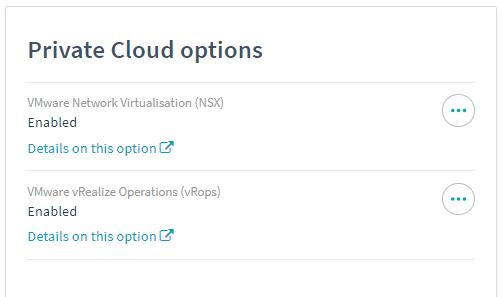 Private Cloud options
VMware Network Virtualisation (NSX)
Enabled
Details on this option
VMware vRealize Operations (vRops)
Enabled
Details on this option